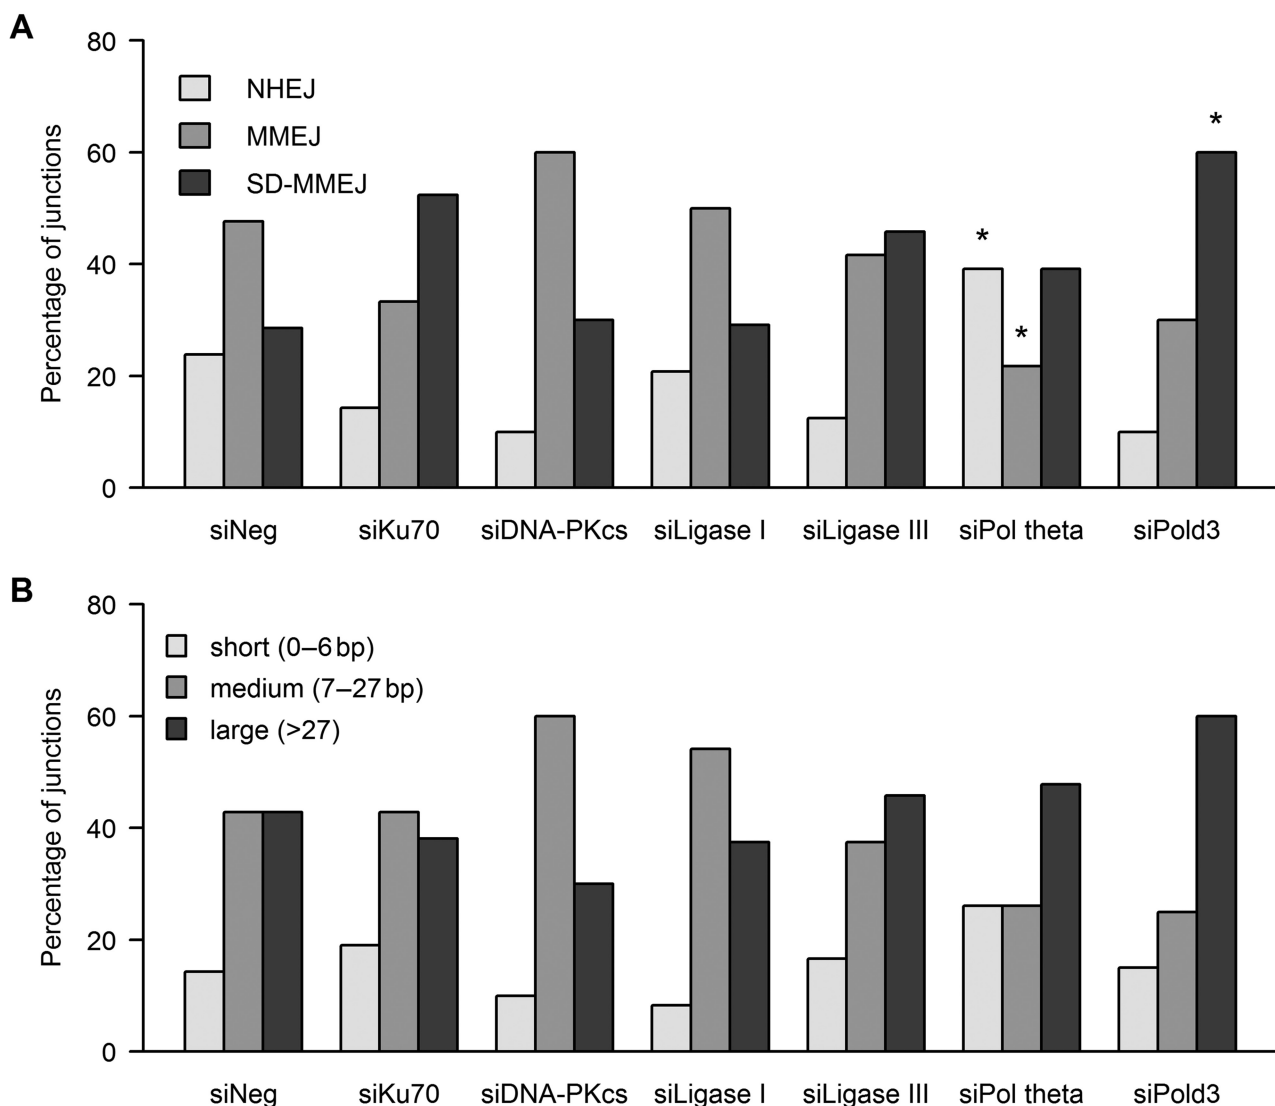 A
80
60
40
20
0
Percentage of junctions
NHEJ
MMEJ
SD-MMEJ
*
*
*
siNeg siKu70 siDNA-PKcs siLigase I siLigase III siPol theta siPold3
B
80
60
40
20
0
Percentage of junctions
short (0–6 bp)
medium (7–27 bp)
large (>27)
siNeg siKu70 siDNA-PKcs siLigase I siLigase III siPol theta siPold3